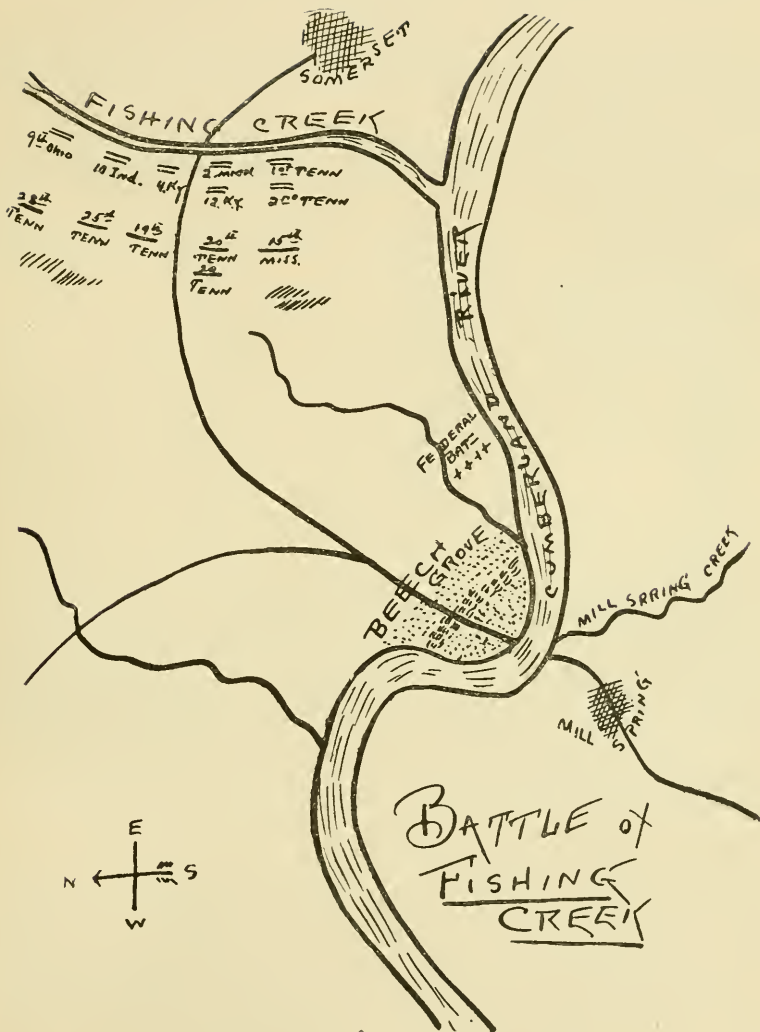 SOMERSET
FISHING CREEK
9th Ohio
10 Ind.
4 Ky
2 Minn
1st TENN
12 KY.
2nd TENN
28th
TENN
25th
TENN
19th
TENN
20th
TENN
29
TENN
15th
MISS.
CUMBERLAND RIVER
FEDERAL
BAT=
BEECH
GROVE
MILL SPRING CREEK
MILL SPRING
E
N S
W
BATTLE of
FISHING
CREEK